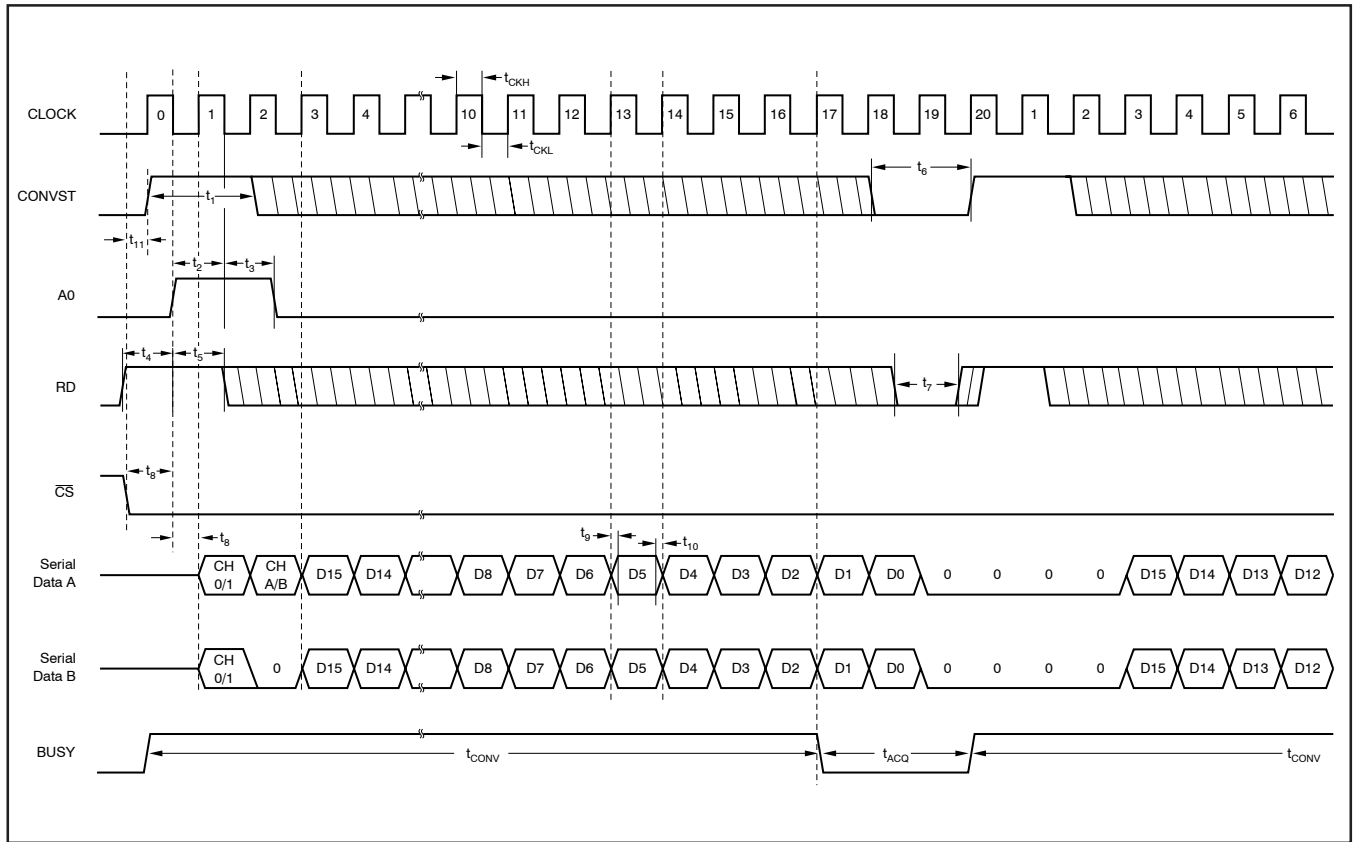 tCKH
CLOCK 0 1 2 3 4 10 11 12 13 14 15 16 17 18 19 20 1 2 3 4 5 6
tCKL
t6
CONVST
t1
t11
t2 t3
A0
t4 t5
RD
t7
t8
CS
t8
t9 t10
Serial Data A
CH 0/1 CH A/B D15 D14 D8 D7 D6 D5 D4 D3 D2 D1 D0 0 0 0 0 D15 D14 D13 D12
Serial Data B
CH 0/1 0 D15 D14 D8 D7 D6 D5 D4 D3 D2 D1 D0 0 0 0 0 D15 D14 D13 D12
BUSY
tCONV tACQ tCONV